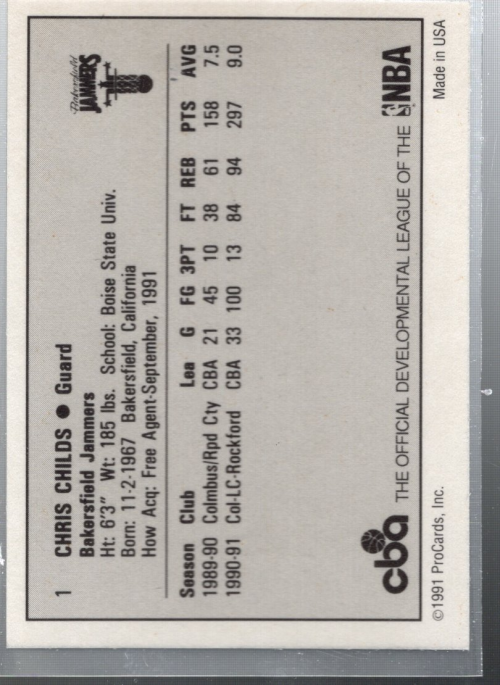 1 CHRIS CHILDS ● Guard
Bakersfield
JAMMERS
Bakersfield Jammers
Ht: 6'3" Wt: 185 lbs. School: Boise State Univ.
Born: 11-2-1967 Bakersfield, California
How Acq: Free Agent-September, 1991
Season Club Lea G FG 3PT FT REB PTS AVG
1989-90 Colmbus/Rpd Cty CBA 21 45 10 38 61 158 7.5
1990-91 Col-LC-Rockford CBA 33 100 13 84 94 297 9.0
cba THE OFFICIAL DEVELOPMENTAL LEAGUE OF THE NBA
©1991 ProCards, Inc. Made in USA